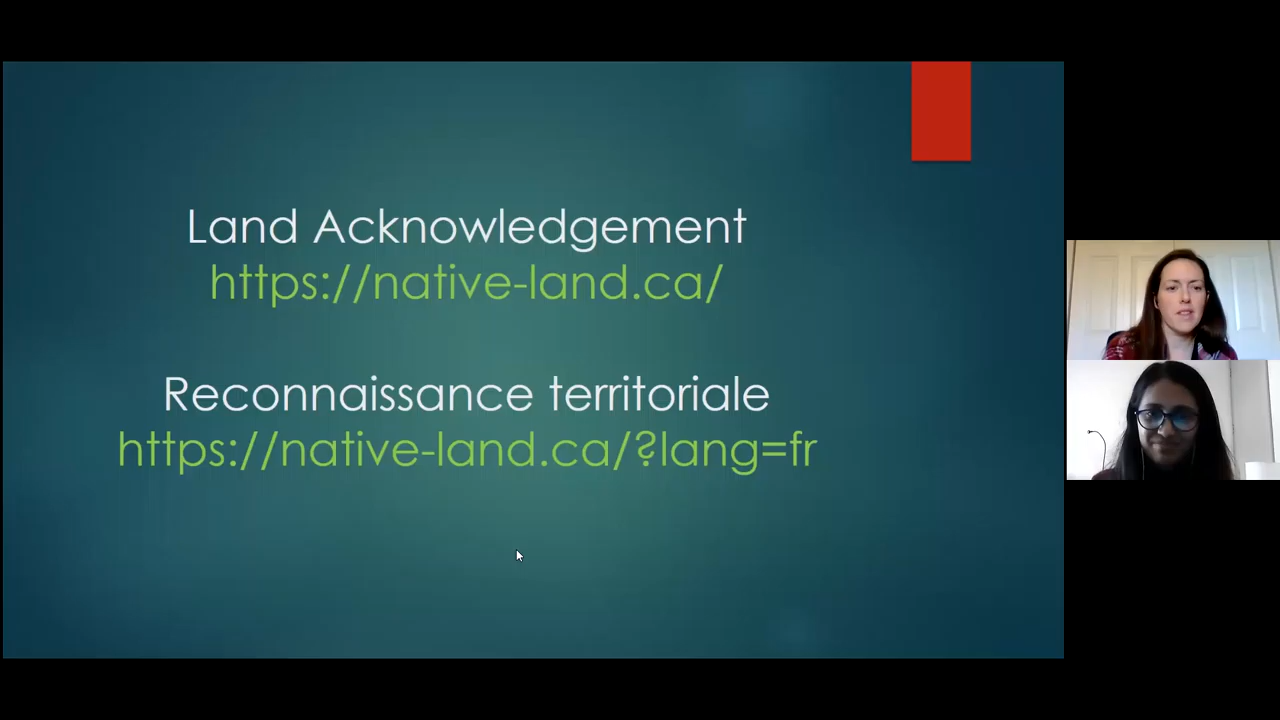 Land Acknowledgement
https://native-land.ca/
Reconnaissance territoriale
https://native-land.ca/?lang=fr